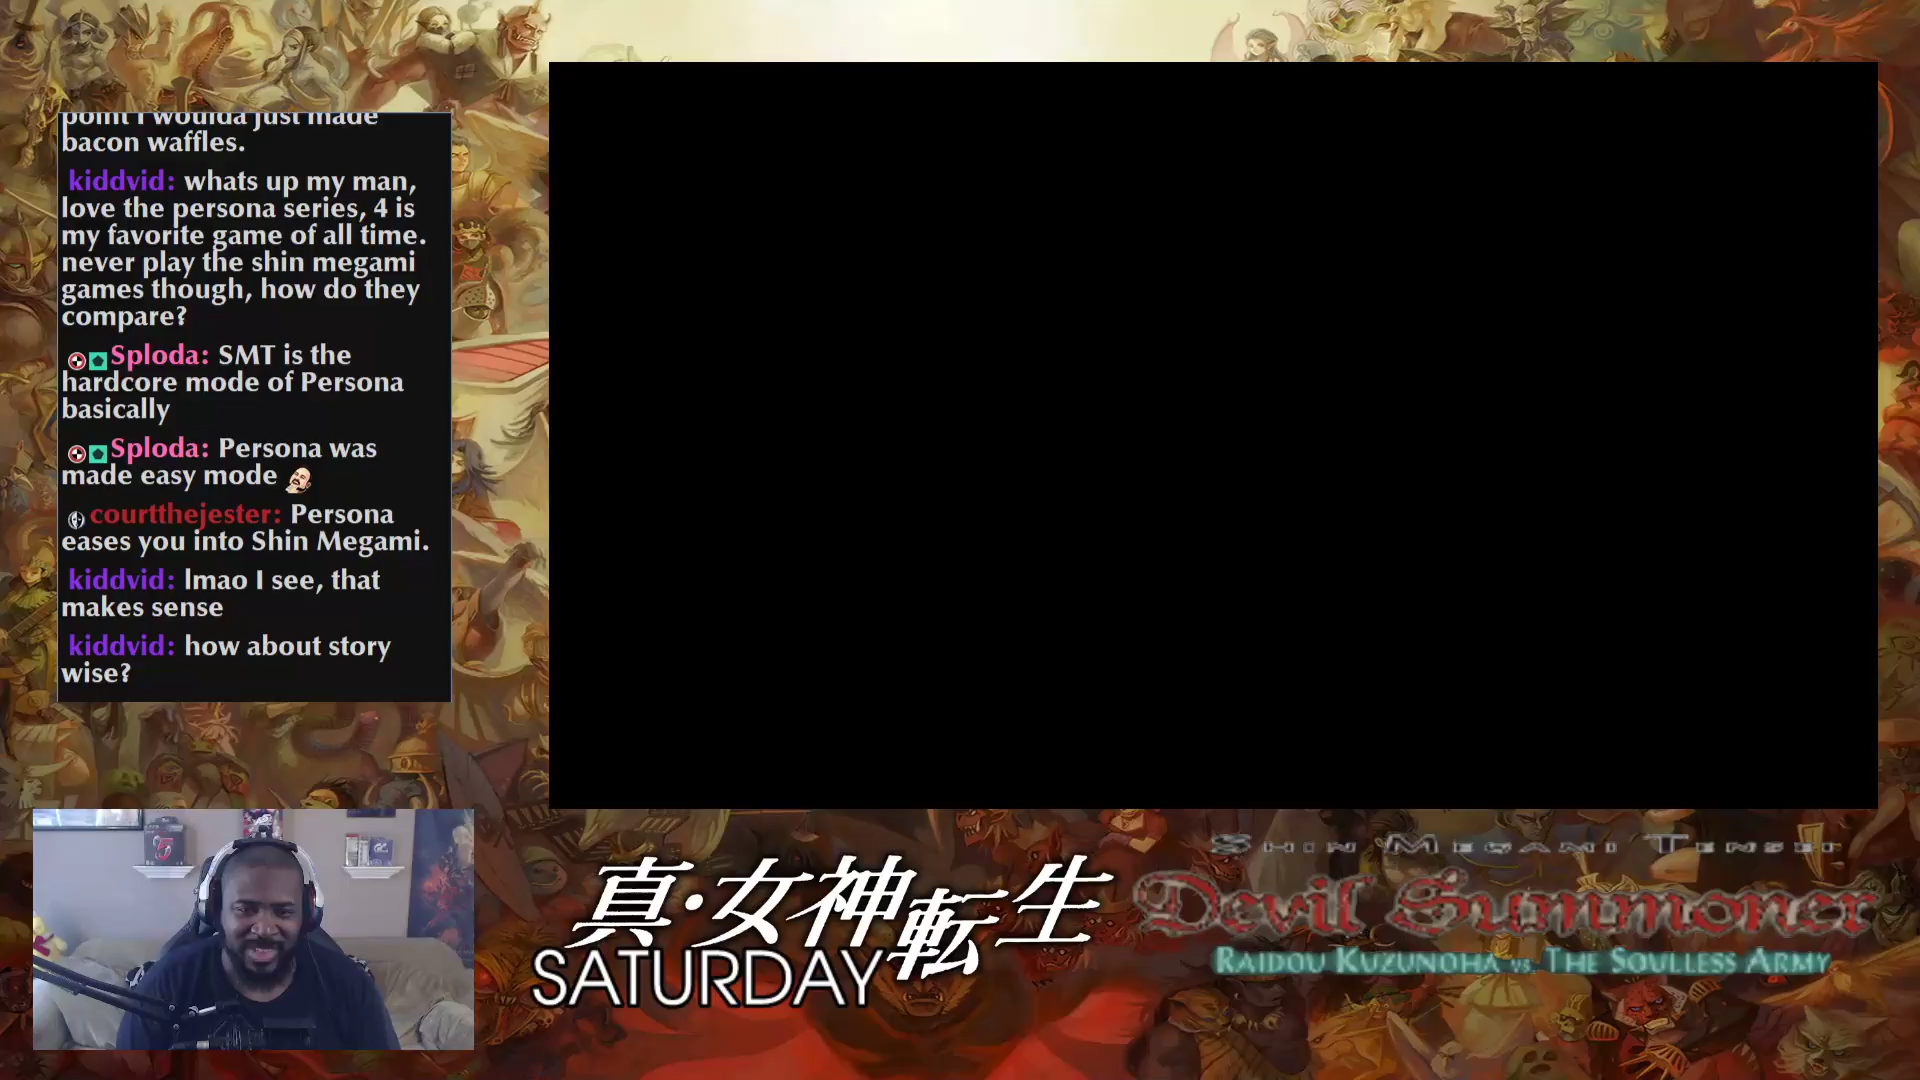 point I woulda just made
bacon waffles.
kiddvid: whats up my man,
love the persona series, 4 is
my favorite game of all time.
never play the shin megami
games though, how do they
compare?
Sploda: SMT is the
hardcore mode of Persona
basically
Sploda: Persona was
made easy mode
courtthejester: Persona
eases you into Shin Megami.
kiddvid: lmao I see, that
makes sense
kiddvid: how about story
wise?
真・女神転生
SATURDAY
SHIN MEGAMI TENSEI
Devil Summoner
RAIDOU KUZUNOHA VS. THE SOULLESS ARMY